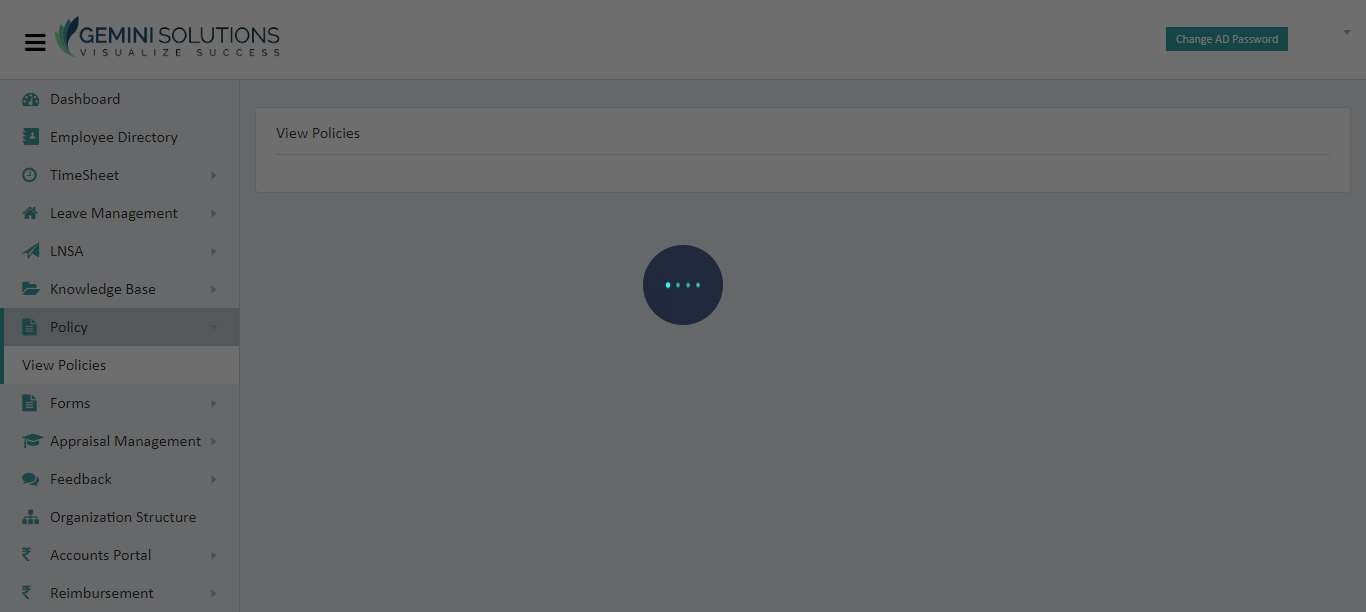 GEMINI SOLUTIONS
VISUALIZE SUCCESS
Change AD Password
Dashboard
Employee Directory
TimeSheet
Leave Management
LNSA
Knowledge Base
Policy
View Policies
Forms
Appraisal Management
Feedback
Organization Structure
Accounts Portal
Reimbursement
View Policies